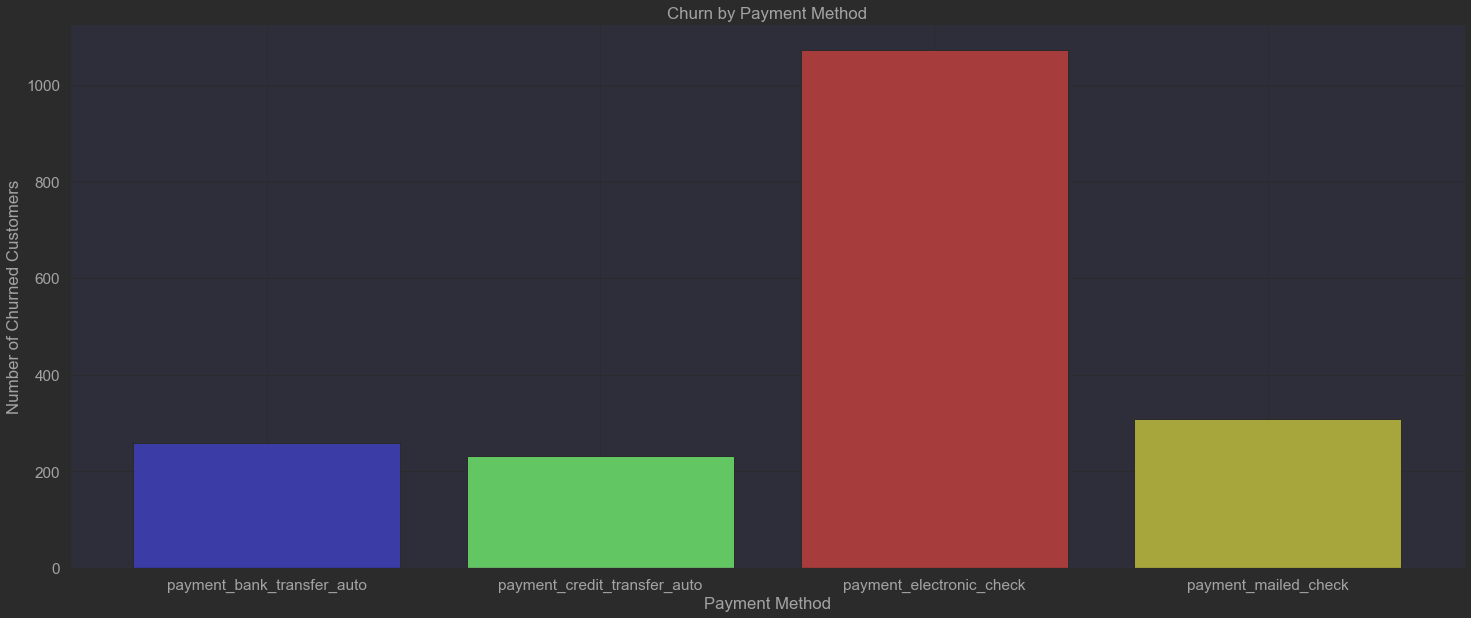 Churn by Payment Method
Number of Churned Customers
1000
800
600
400
200
0
payment_bank_transfer_auto
payment_credit_transfer_auto
payment_electronic_check
payment_mailed_check
Payment Method